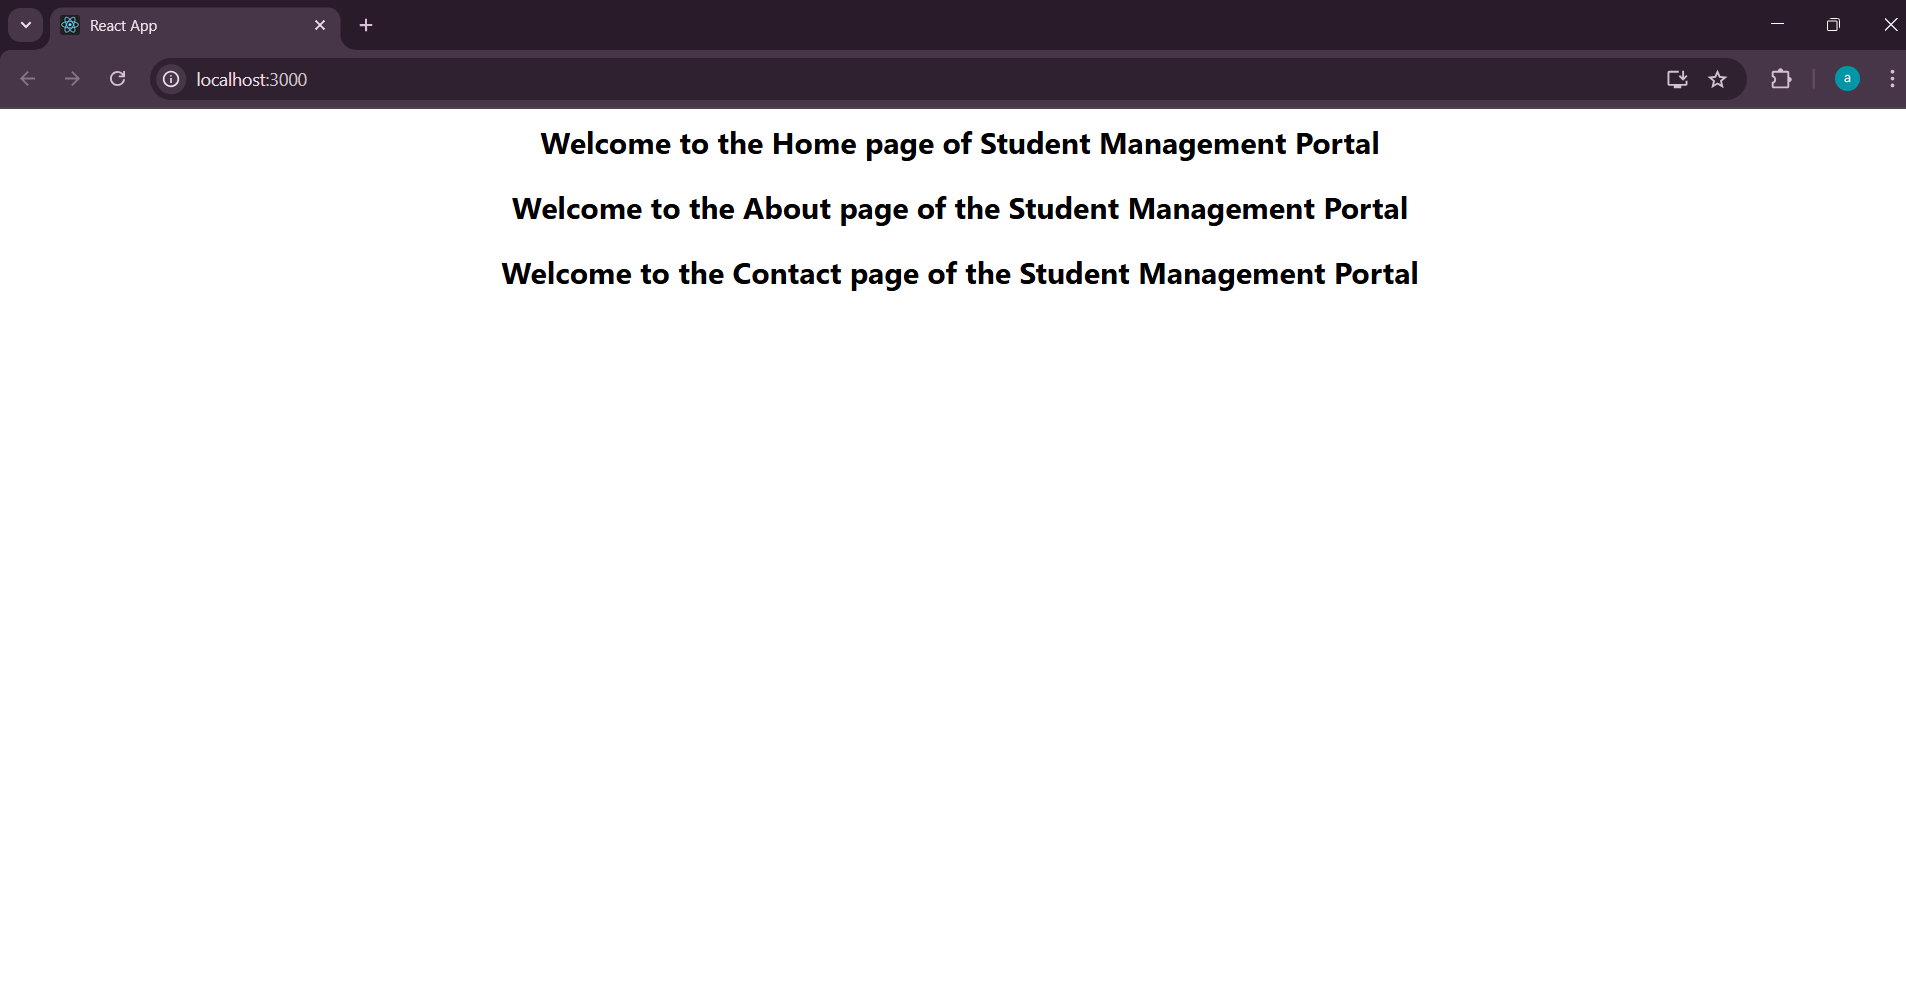 React App
localhost:3000
a
Welcome to the Home page of Student Management Portal
Welcome to the About page of the Student Management Portal
Welcome to the Contact page of the Student Management Portal